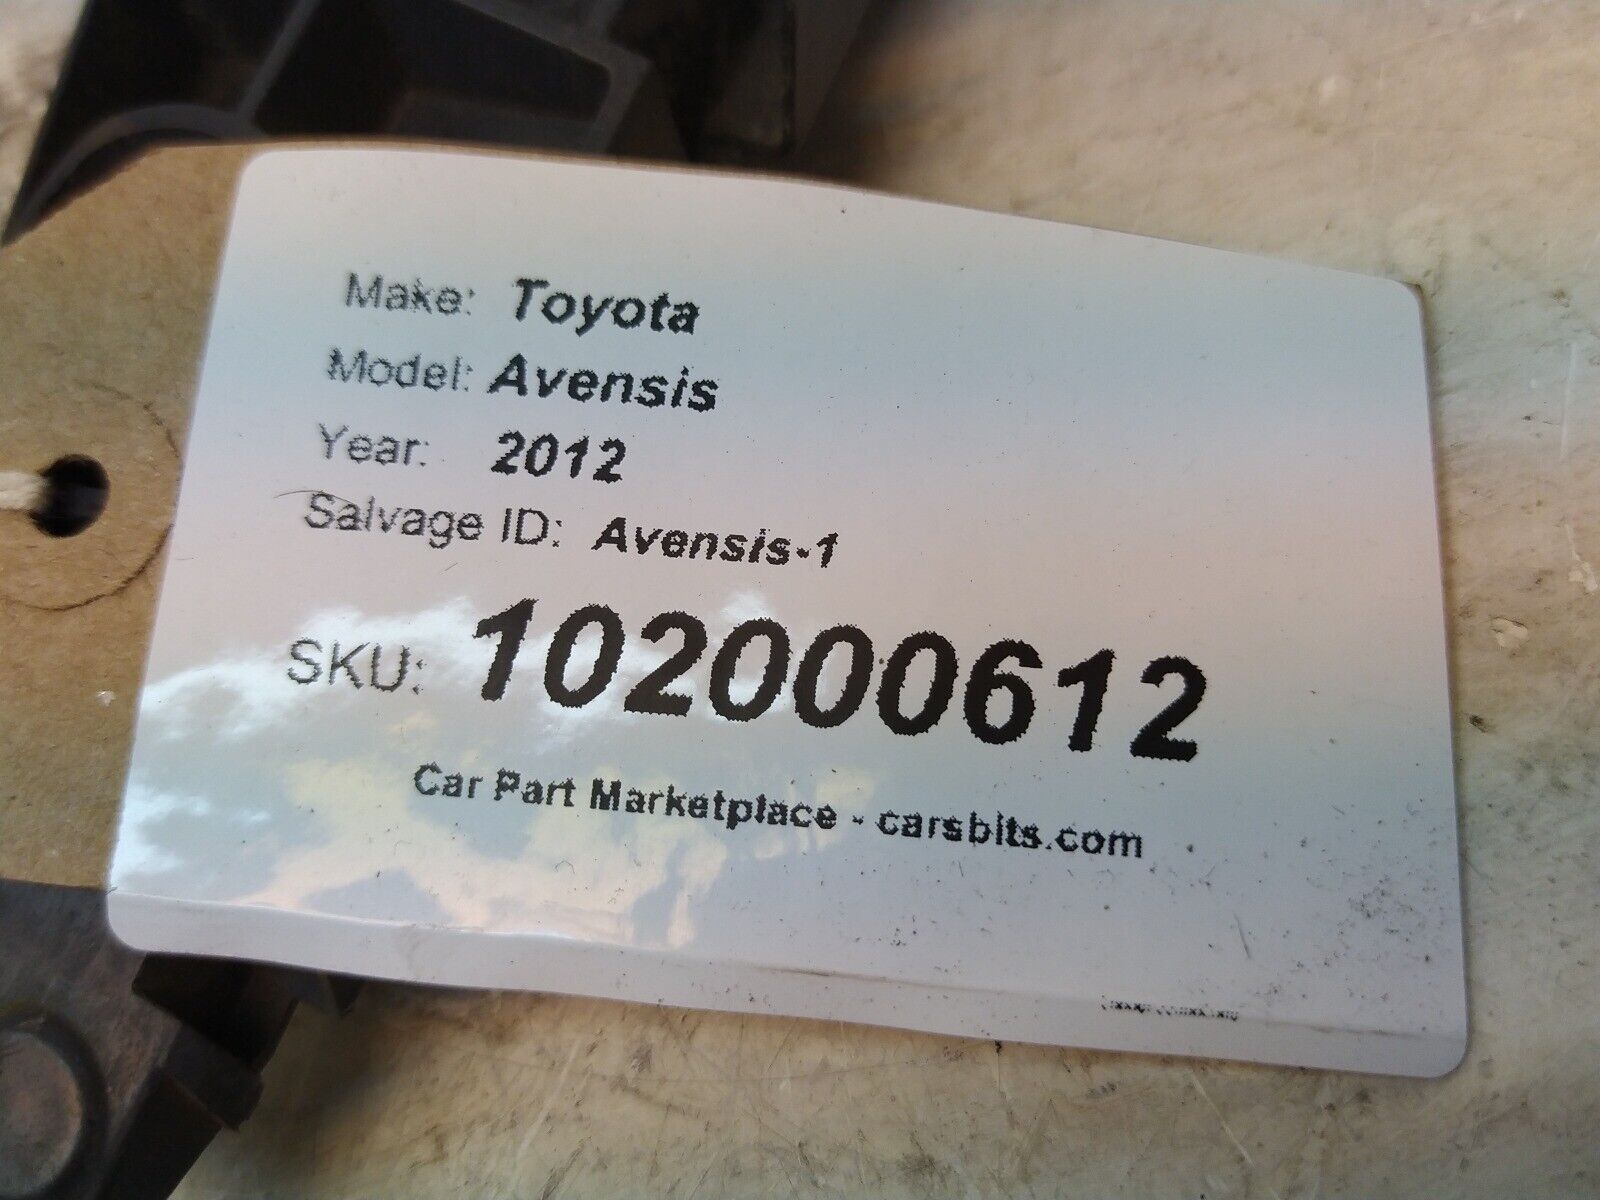 Make: Toyota
Model: Avensis
Year: 2012
Salvage ID: Avensis-1
SKU: 102000612
Car Part Marketplace - carsbits.com